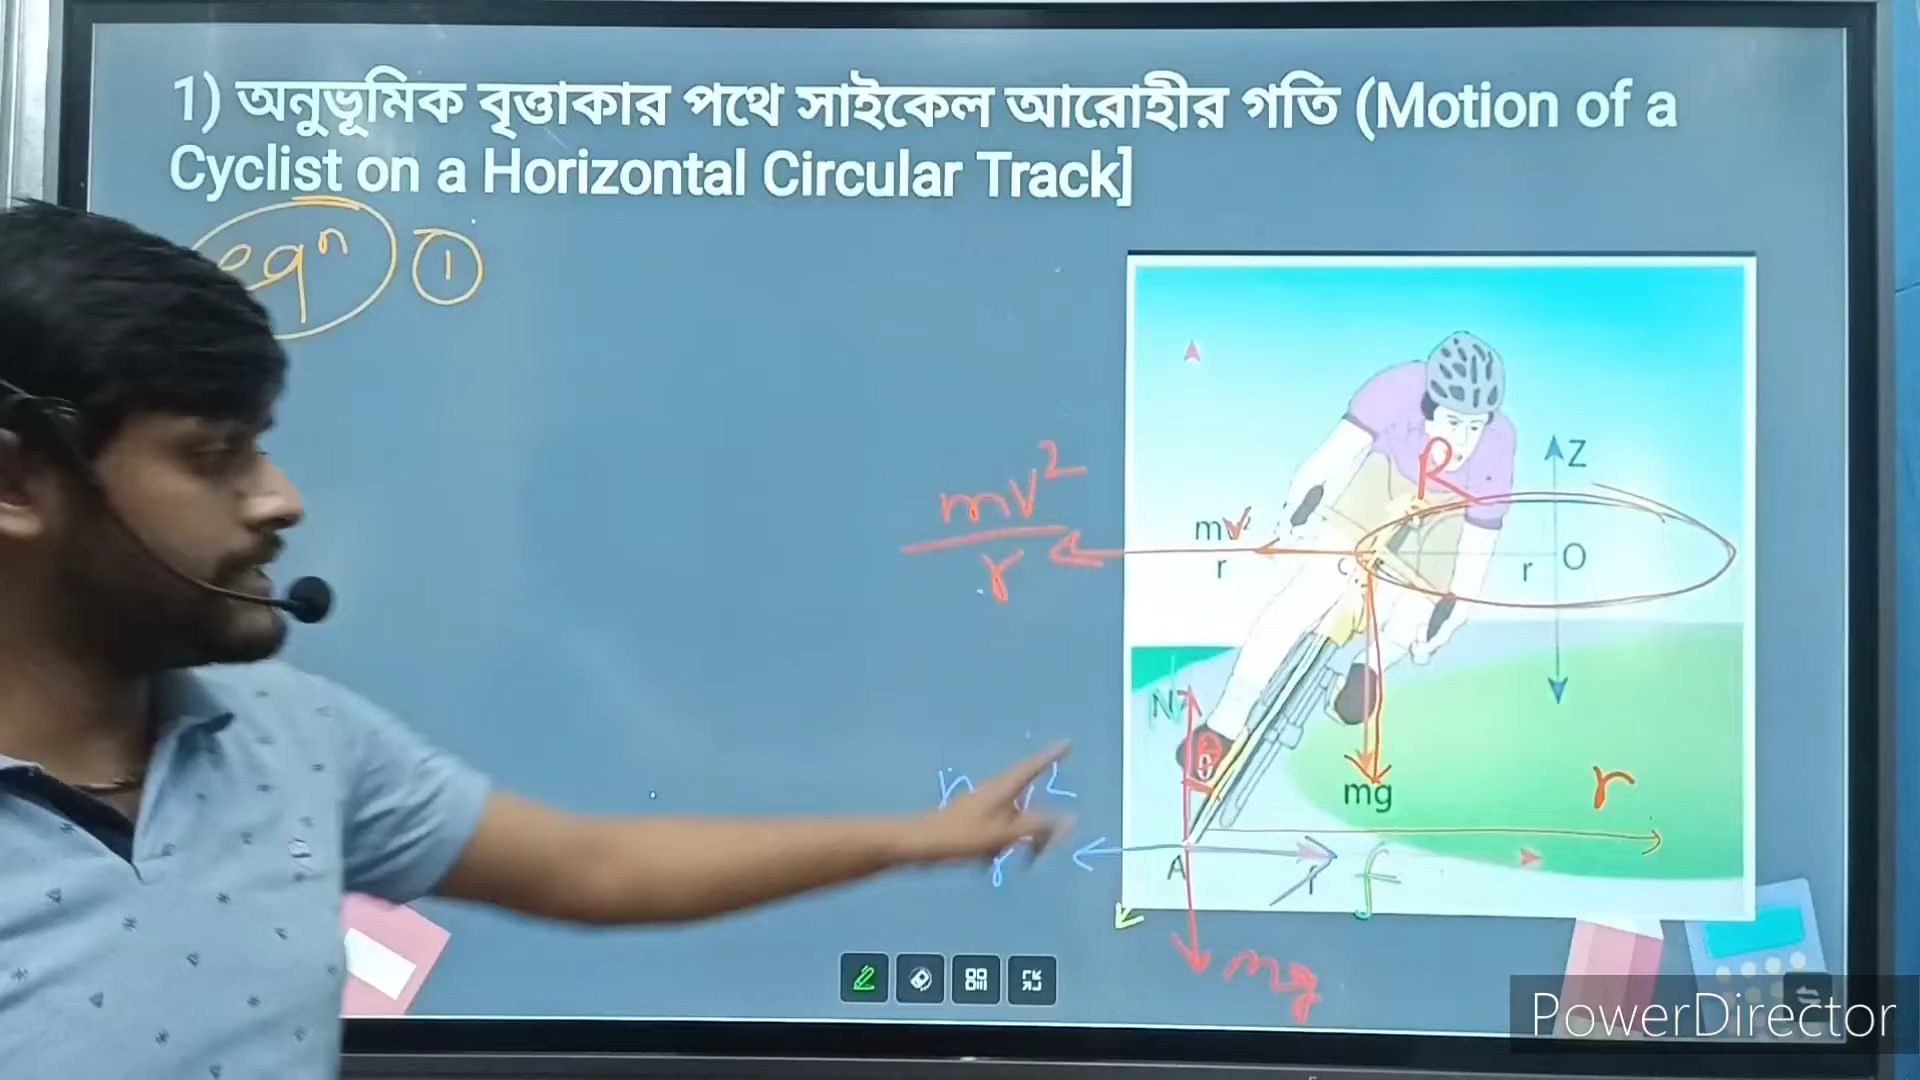 1) অনুভূমিক বৃত্তাকার পথে সাইকেল আরোহীর গতি (Motion of a
Cyclist on a Horizontal Circular Track]
eqⁿ ①
R
Z
mv²
r
mv²
r
C
r
O
N
θ
mg
r
r
A
f
f
mg
PowerDirector